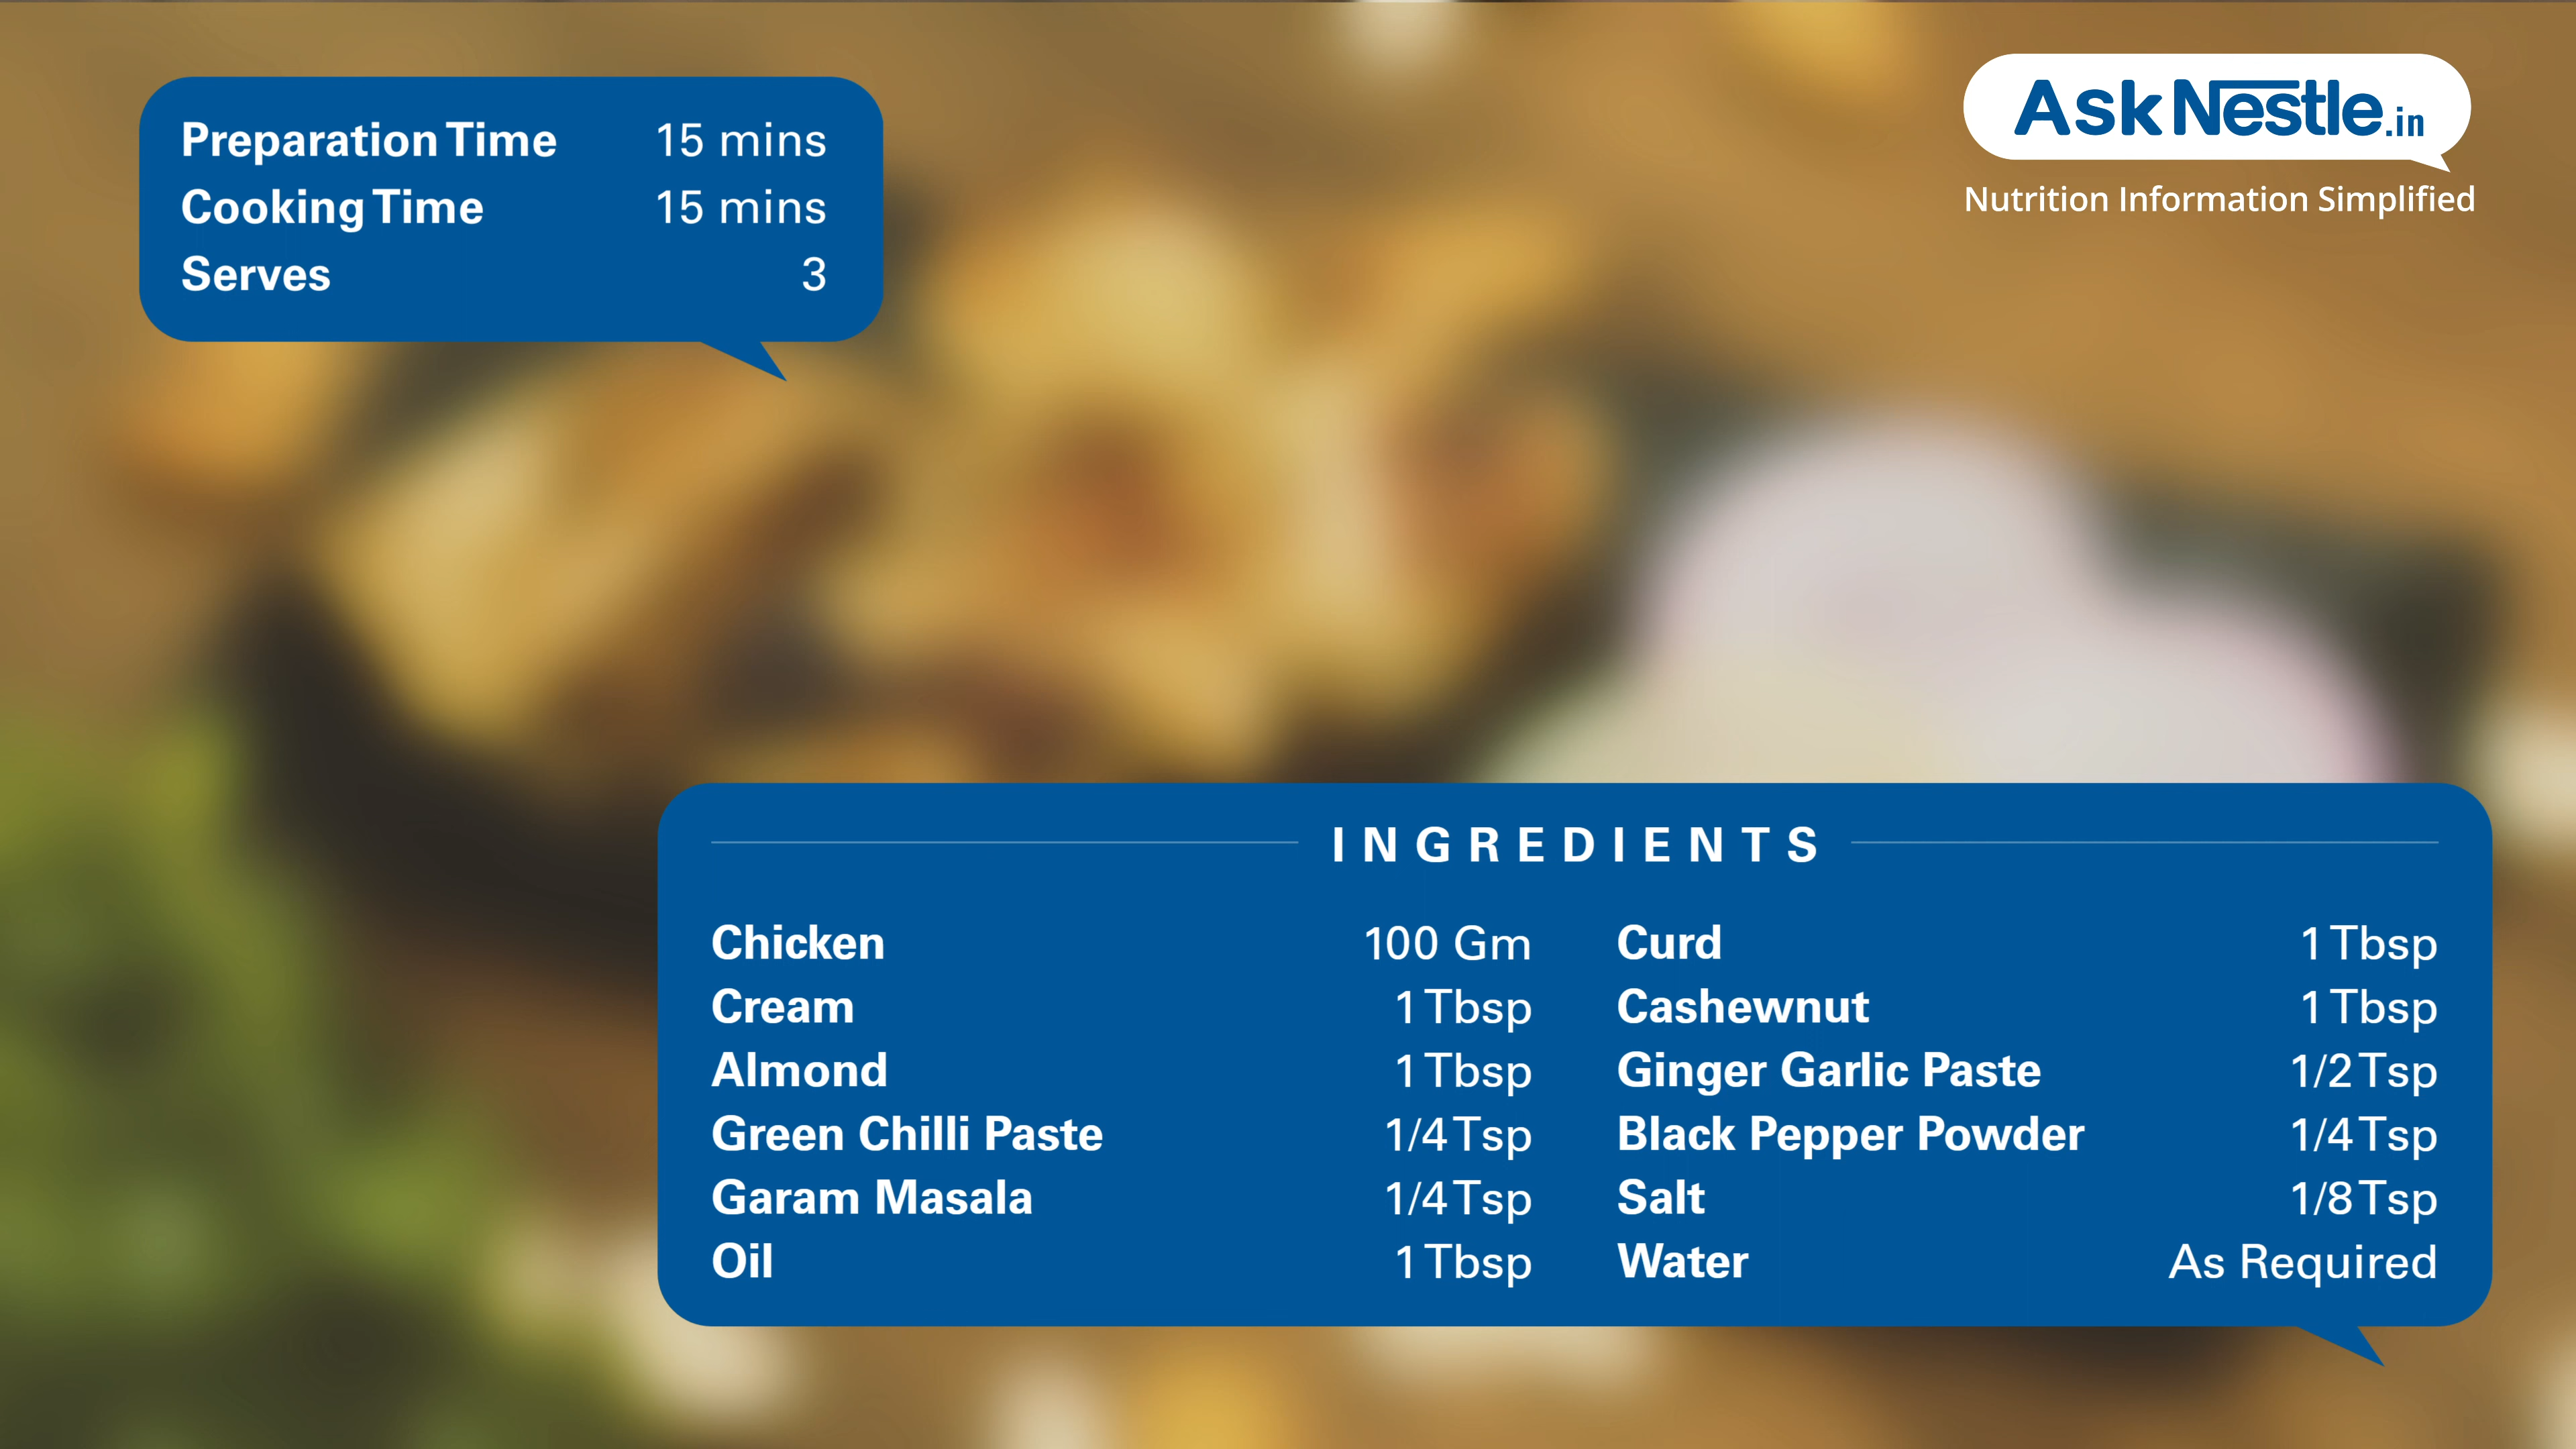 Preparation Time 15 mins
Cooking Time 15 mins
Serves 3
AskNestle.in
Nutrition Information Simplified
INGREDIENTS
Chicken 100 Gm
Cream 1 Tbsp
Almond 1 Tbsp
Green Chilli Paste 1/4 Tsp
Garam Masala 1/4 Tsp
Oil 1 Tbsp
Curd 1 Tbsp
Cashewnut 1 Tbsp
Ginger Garlic Paste 1/2 Tsp
Black Pepper Powder 1/4 Tsp
Salt 1/8 Tsp
Water As Required